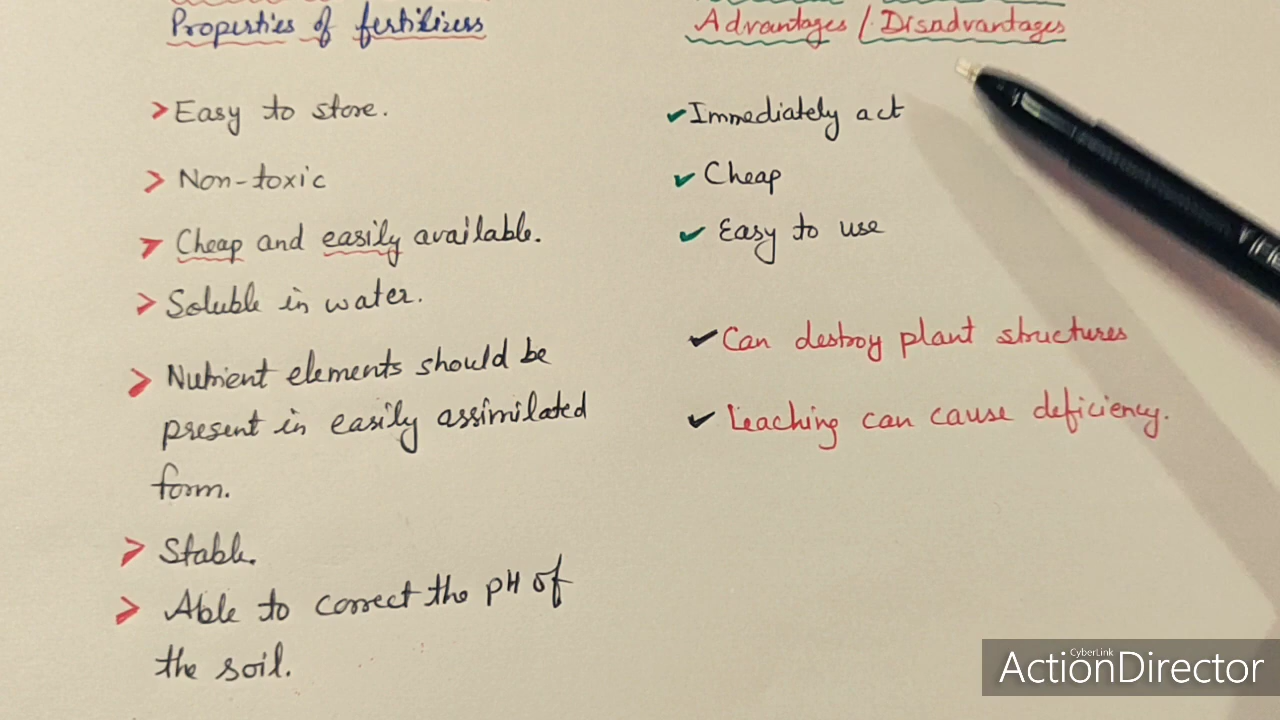 Properties of fertilizers
> Easy to store.
> Non-toxic
> Cheap and easily available.
> Soluble in water.
> Nutrient elements should be
present in easily assimilated
form.
> Stable.
> Able to correct the pH of
the soil.
Advantages / Disadvantages
✔ Immediately act
✔ Cheap
✔ Easy to use
✔ Can destroy plant structures
✔ Leaching can cause deficiency.
CyberLink
ActionDirector